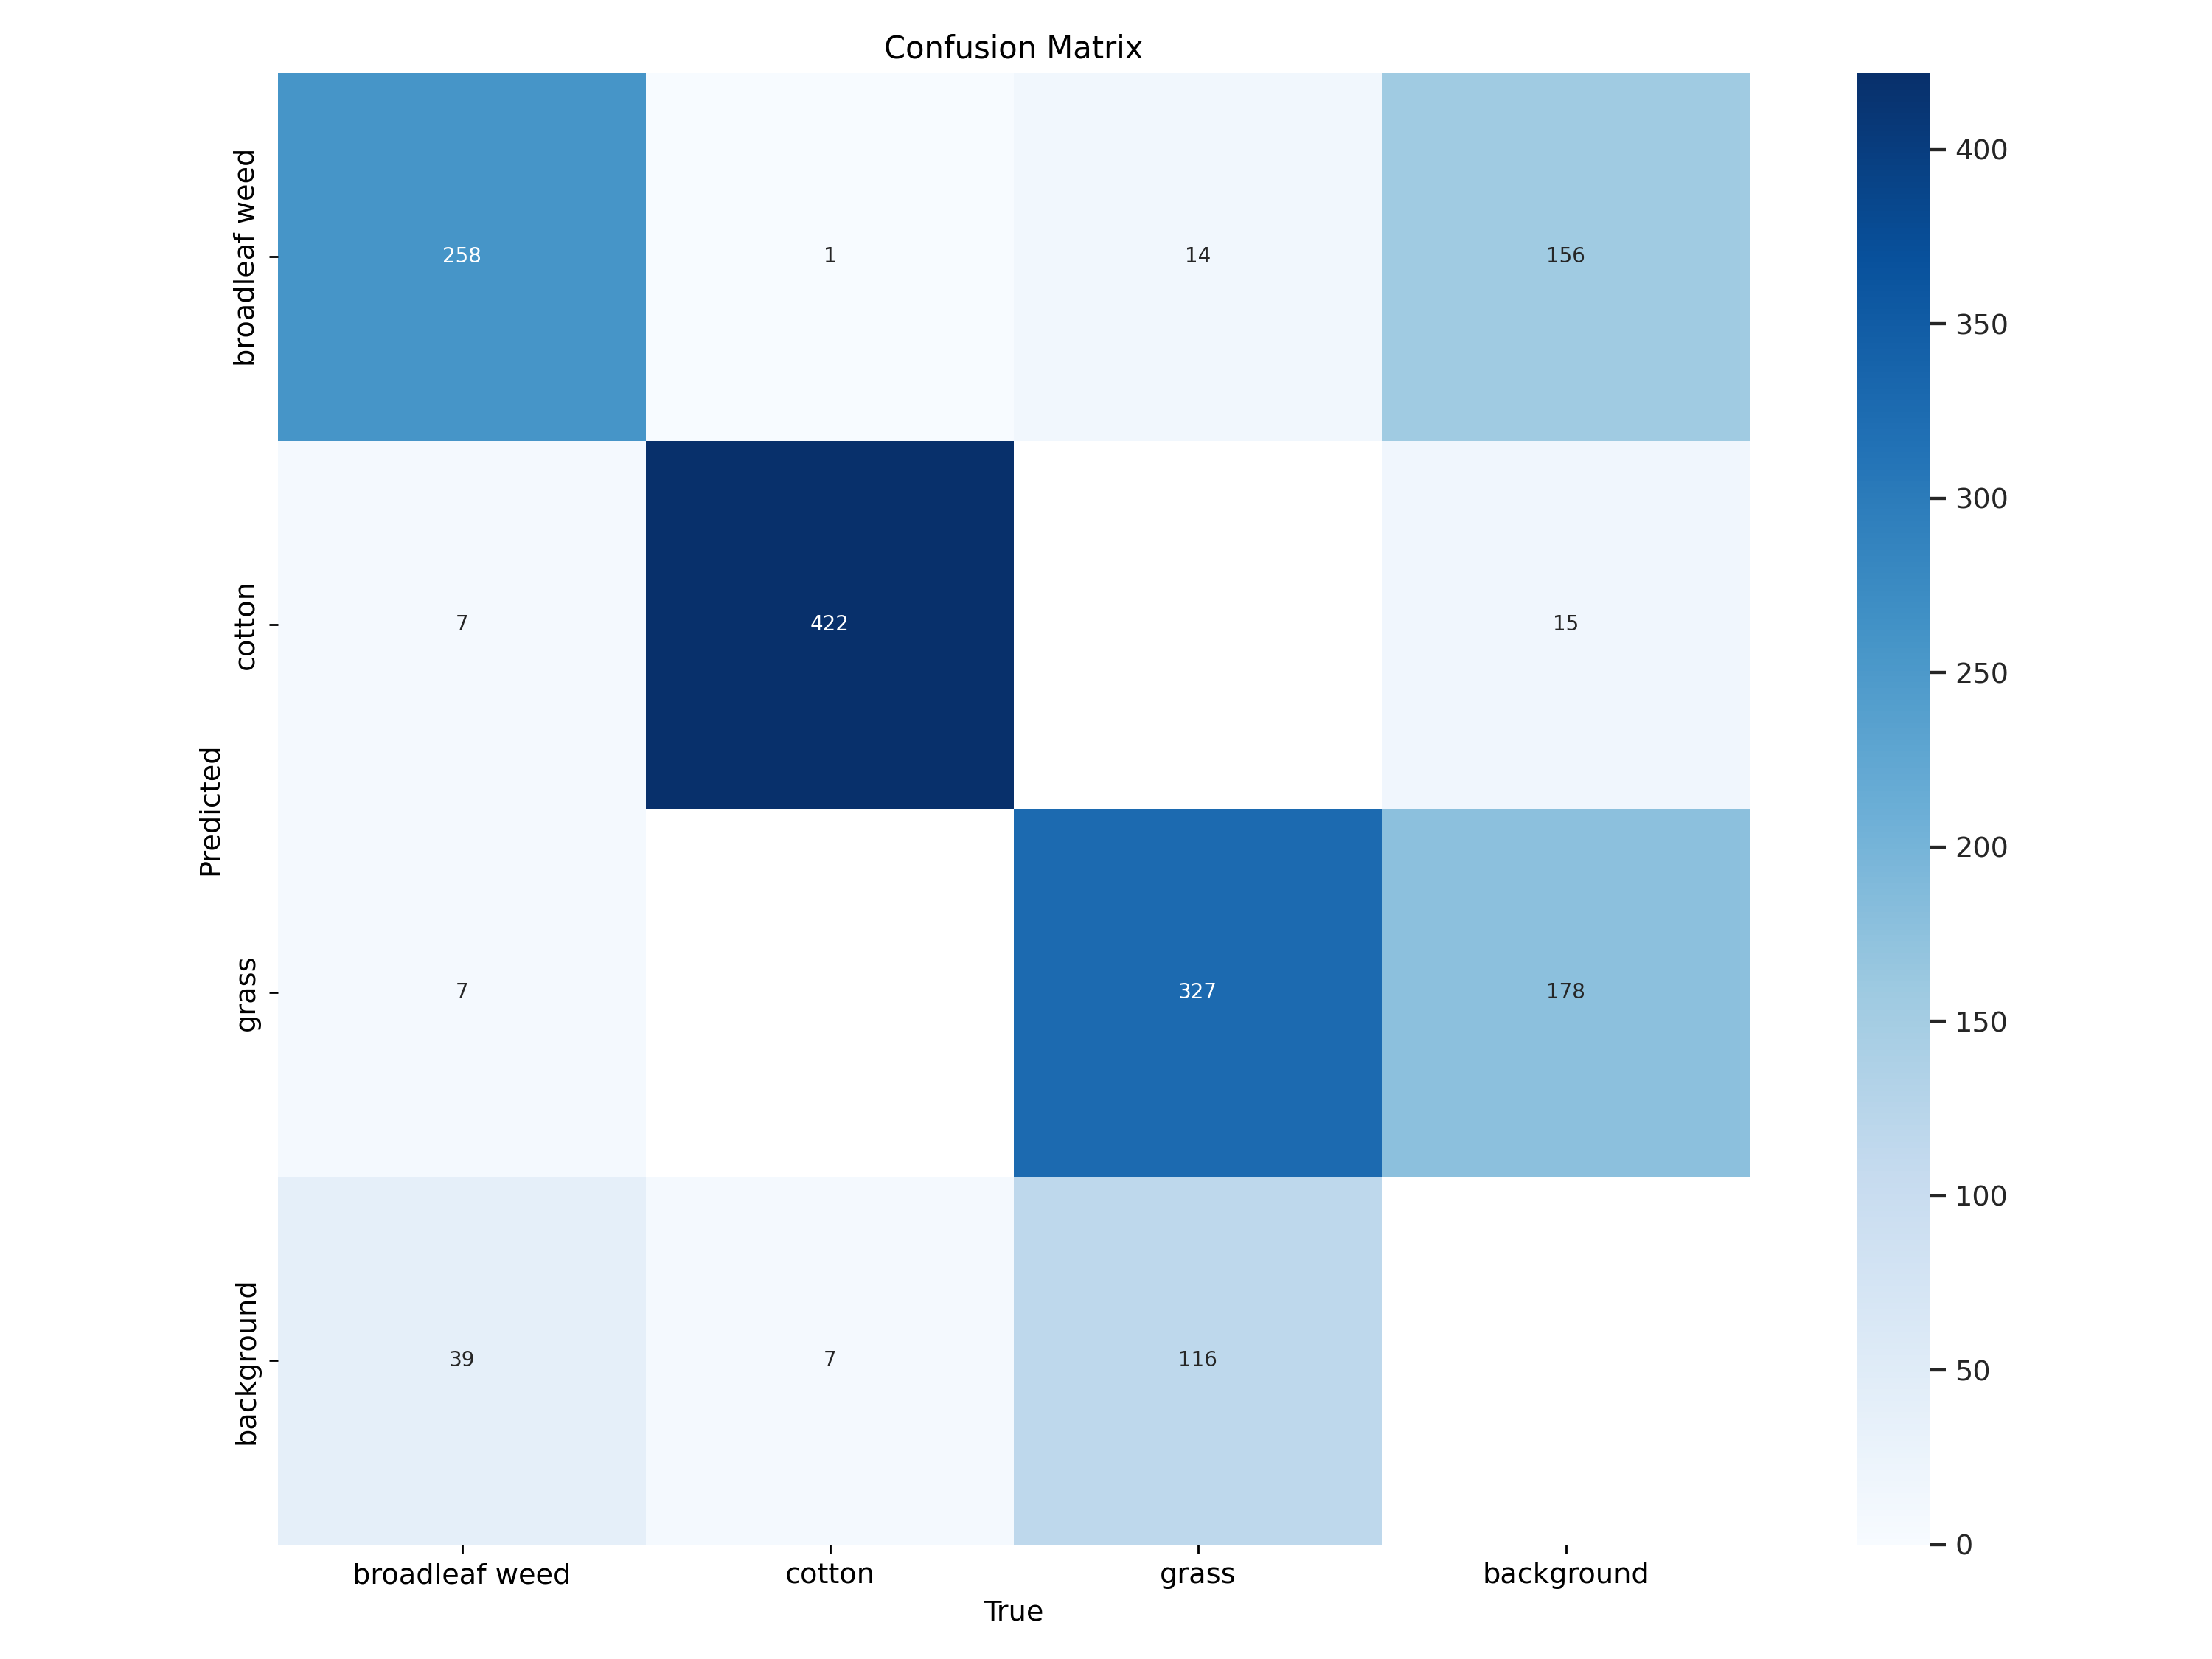 Confusion Matrix
broadleaf weed
258
1
14
156
400
350
cotton
7
422
15
300
250
Predicted
200
grass
7
327
178
150
100
background
39
7
116
50
0
broadleaf weed
cotton
grass
background
True